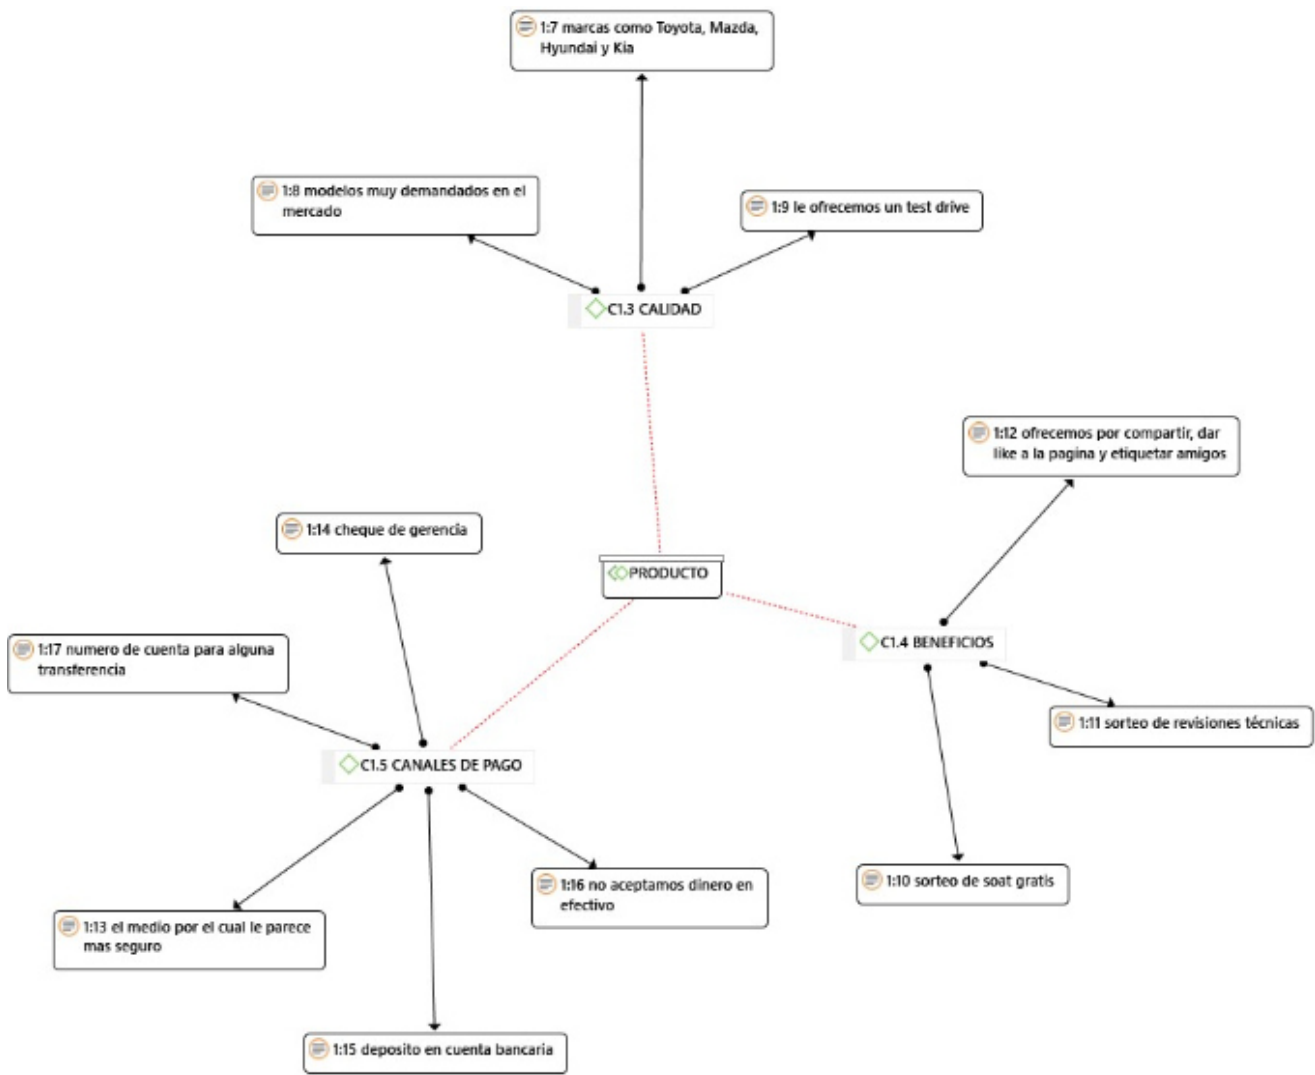 1:7 marcas como Toyota, Mazda,
Hyundai y Kia
1:8 modelos muy demandados en el
mercado
1:9 le ofrecemos un test drive
C1.3 CALIDAD
1:12 ofrecemos por compartir, dar
like a la pagina y etiquetar amigos
1:14 cheque de gerencia
PRODUCTO
C1.4 BENEFICIOS
1:17 numero de cuenta para alguna
transferencia
1:11 sorteo de revisiones técnicas
C1.5 CANALES DE PAGO
1:16 no aceptamos dinero en
efectivo
1:10 sorteo de soat gratis
1:13 el medio por el cual le parece
mas seguro
1:15 deposito en cuenta bancaria